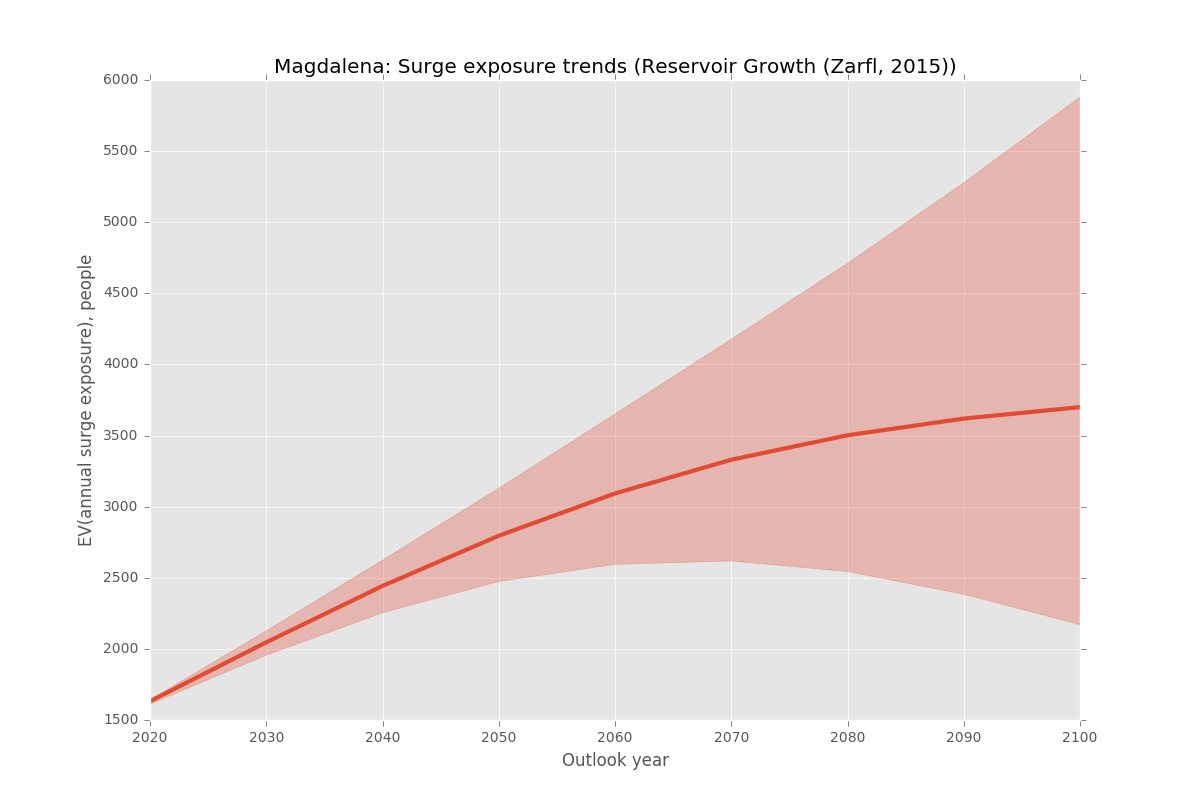 Magdalena: Surge exposure trends (Reservoir Growth (Zarfl, 2015))
6000
5500
5000
4500
4000
3500
3000
2500
2000
1500
EV(annual surge exposure), people
2020 2030 2040 2050 2060 2070 2080 2090 2100
Outlook year